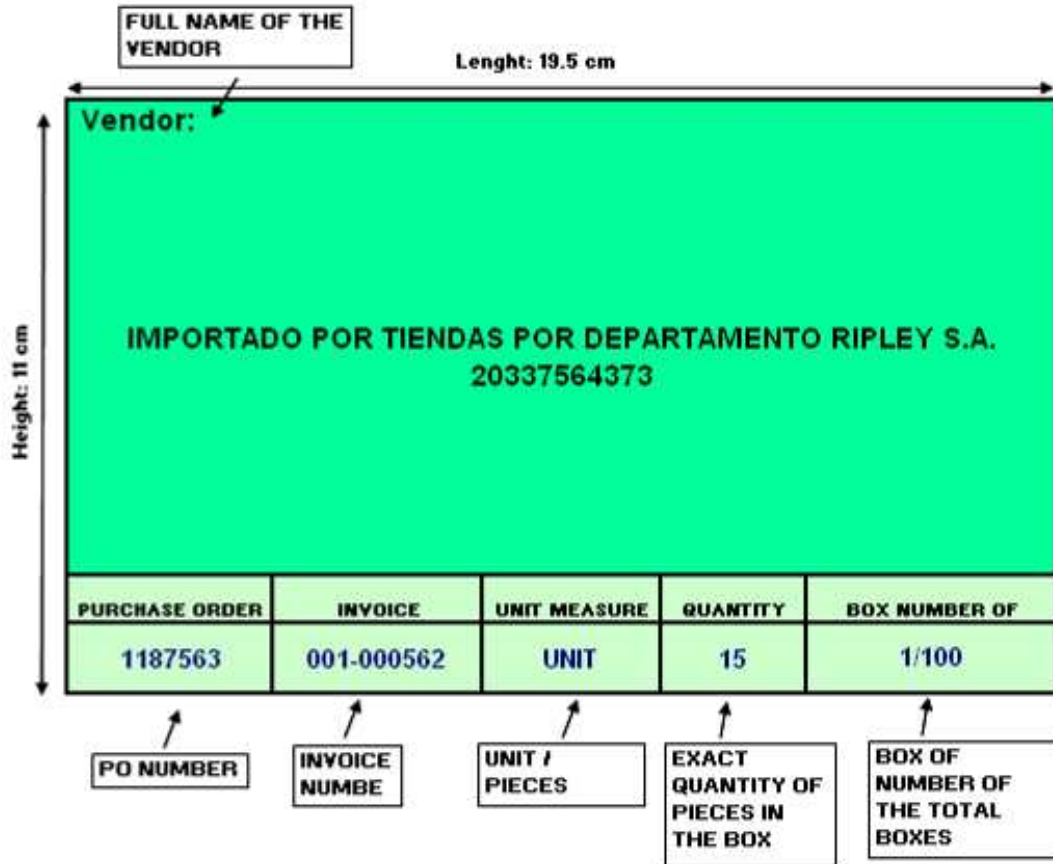 FULL NAME OF THE
VENDOR
Lenght: 19.5 cm
Vendor:
Height: 11 cm
IMPORTADO POR TIENDAS POR DEPARTAMENTO RIPLEY S.A.
20337564373
PURCHASE ORDER INVOICE UNIT MEASURE QUANTITY BOX NUMBER OF
1187563 001-000562 UNIT 15 1/100
PO NUMBER
INVOICE
NUMBE
UNIT /
PIECES
EXACT
QUANTITY OF
PIECES IN
THE BOX
BOX OF
NUMBER OF
THE TOTAL
BOXES